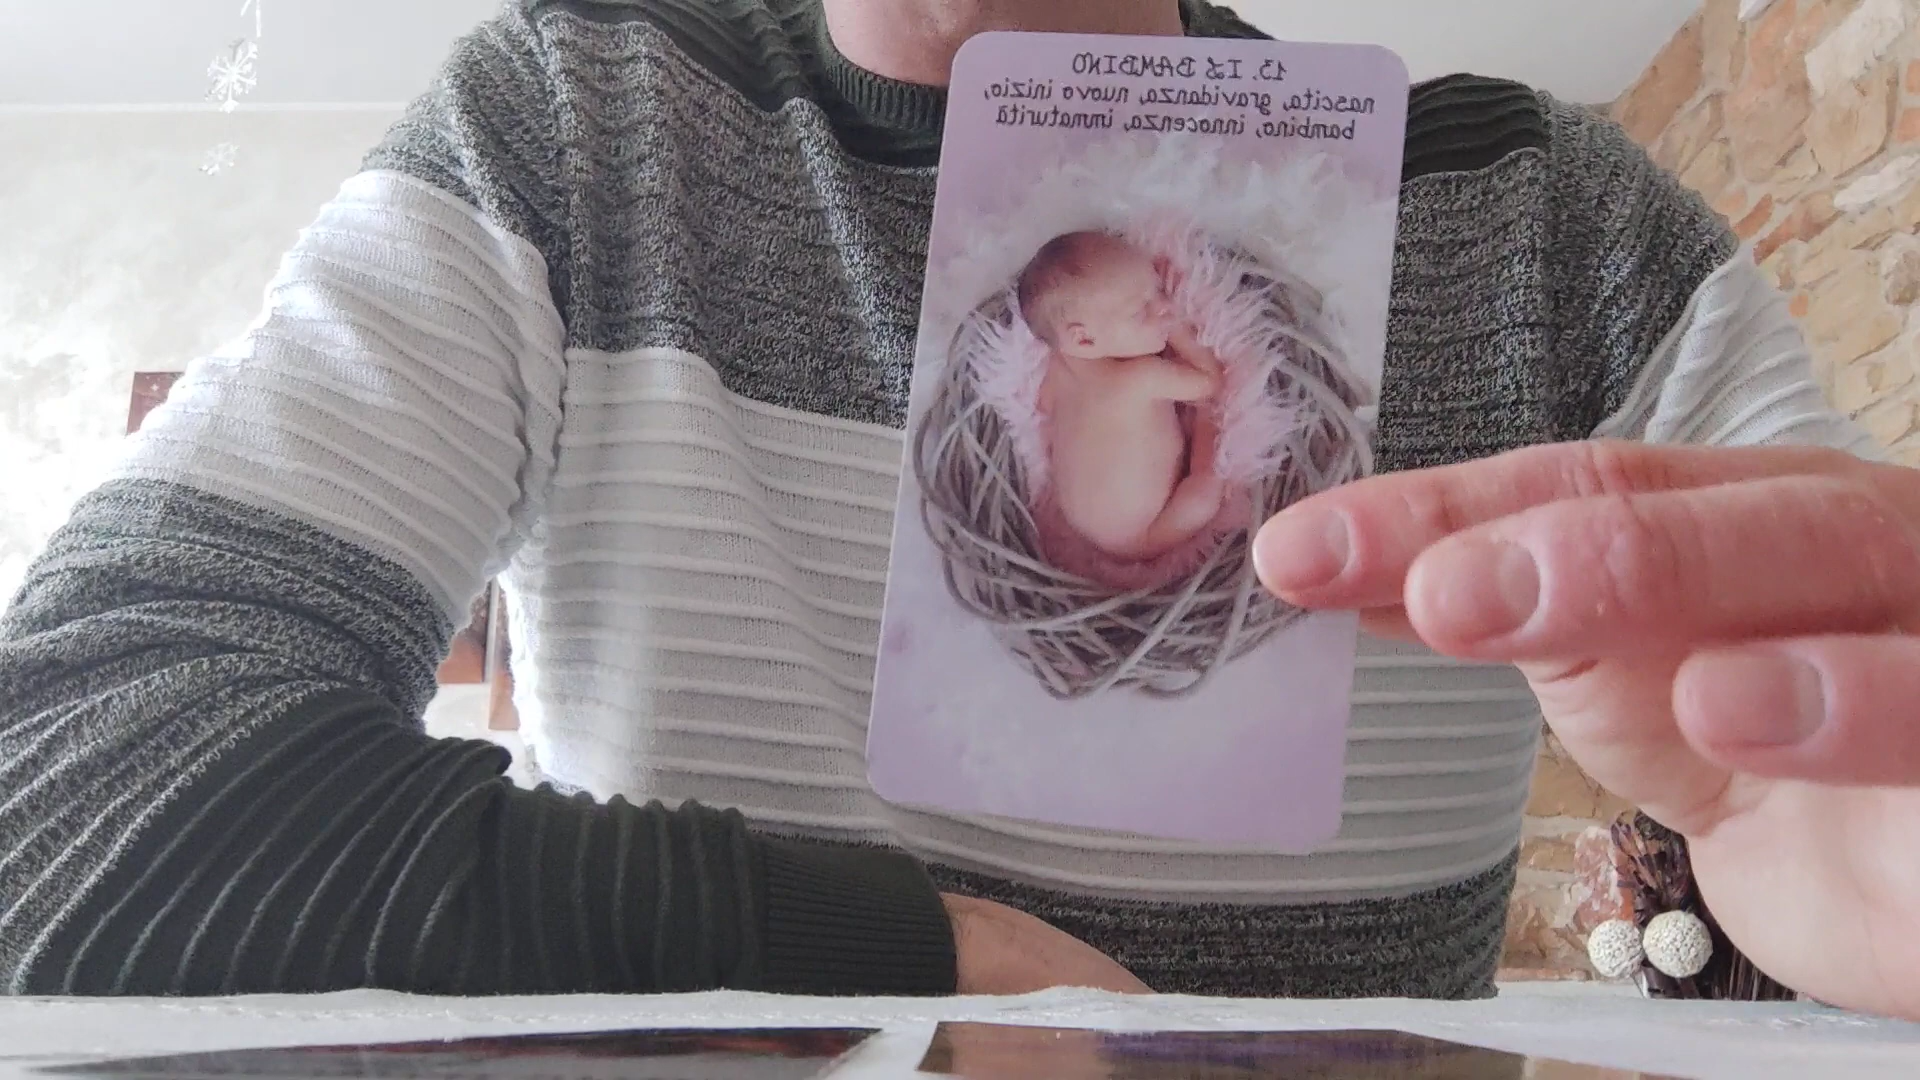 13. IL BAMBINO
nascita, gravidanza, nuovo inizio,
bambino, innocenza, immaturità